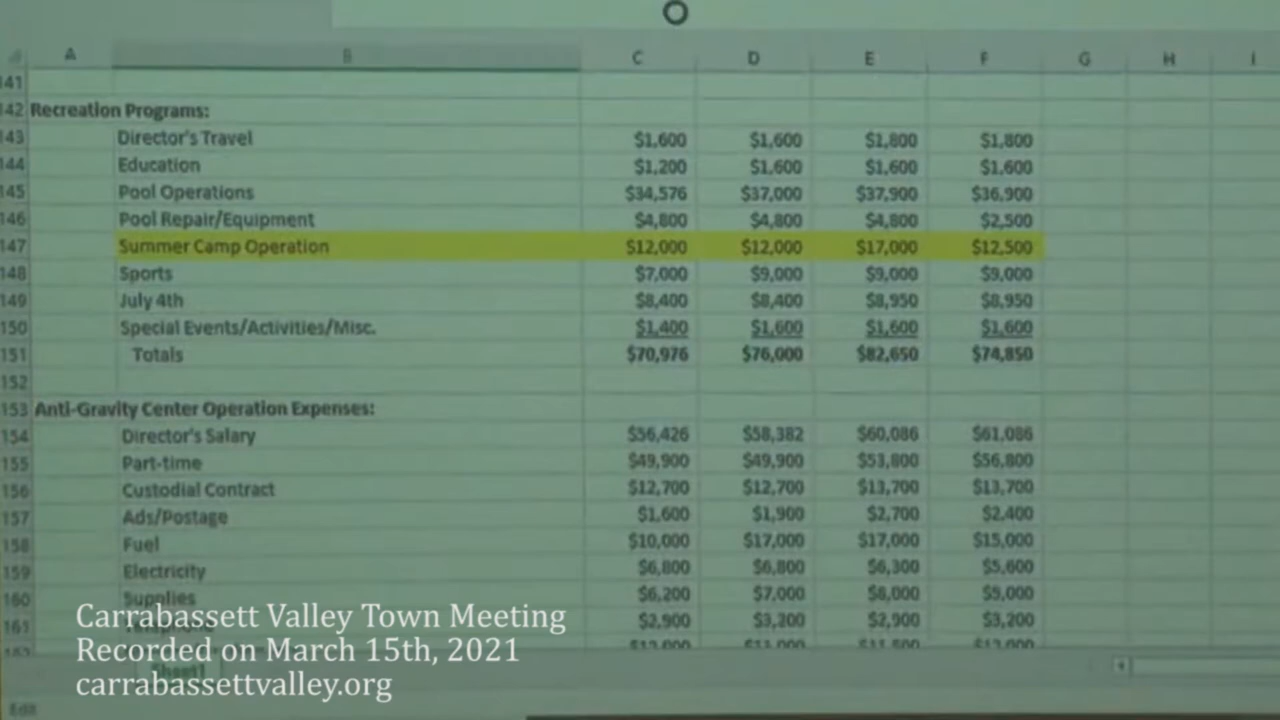 A B C D E F G H I
141
142 Recreation Programs:
143 Director's Travel $1,600 $1,600 $1,800 $1,800
144 Education $1,200 $1,600 $1,600 $1,600
145 Pool Operations $34,576 $37,000 $37,900 $36,900
146 Pool Repair/Equipment $4,800 $4,800 $4,800 $2,500
147 Summer Camp Operation $12,000 $12,000 $17,000 $12,500
148 Sports $7,000 $9,000 $9,000 $9,000
149 July 4th $8,400 $8,400 $8,950 $8,950
150 Special Events/Activities/Misc. $1,400 $1,600 $1,600 $1,600
151 Totals $70,976 $76,000 $82,650 $74,850
152
153 Anti-Gravity Center Operation Expenses:
154 Director's Salary $56,426 $58,382 $60,086 $61,086
155 Part-time $49,900 $49,900 $53,800 $56,800
156 Custodial Contract $12,700 $12,700 $13,700 $13,700
157 Ads/Postage $1,600 $1,900 $2,700 $2,400
158 Fuel $10,000 $17,000 $17,000 $15,000
159 Electricity $6,800 $6,800 $6,300 $5,600
160 Supplies $6,200 $7,000 $8,000 $9,000
161 $2,900 $3,200 $2,900 $3,200
Carrabassett Valley Town Meeting
Recorded on March 15th, 2021
carrabassettvalley.org
Sheet1
Edit